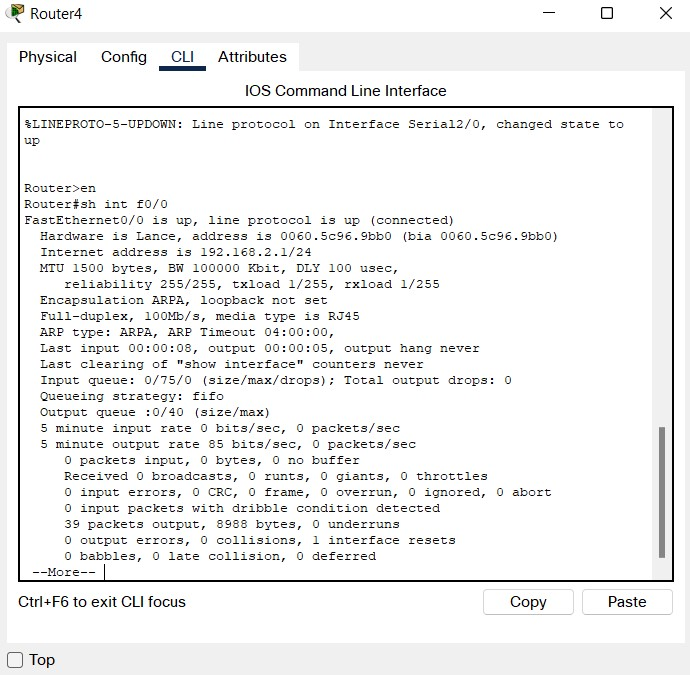 Router4
Physical Config CLI Attributes
IOS Command Line Interface
%LINEPROTO-5-UPDOWN: Line protocol on Interface Serial2/0, changed state to
up
Router>en
Router#sh int f0/0
FastEthernet0/0 is up, line protocol is up (connected)
Hardware is Lance, address is 0060.5c96.9bb0 (bia 0060.5c96.9bb0)
Internet address is 192.168.2.1/24
MTU 1500 bytes, BW 100000 Kbit, DLY 100 usec,
reliability 255/255, txload 1/255, rxload 1/255
Encapsulation ARPA, loopback not set
Full-duplex, 100Mb/s, media type is RJ45
ARP type: ARPA, ARP Timeout 04:00:00,
Last input 00:00:08, output 00:00:05, output hang never
Last clearing of "show interface" counters never
Input queue: 0/75/0 (size/max/drops); Total output drops: 0
Queueing strategy: fifo
Output queue :0/40 (size/max)
5 minute input rate 0 bits/sec, 0 packets/sec
5 minute output rate 85 bits/sec, 0 packets/sec
0 packets input, 0 bytes, 0 no buffer
Received 0 broadcasts, 0 runts, 0 giants, 0 throttles
0 input errors, 0 CRC, 0 frame, 0 overrun, 0 ignored, 0 abort
0 input packets with dribble condition detected
39 packets output, 8988 bytes, 0 underruns
0 output errors, 0 collisions, 1 interface resets
0 babbles, 0 late collision, 0 deferred
--More--
Ctrl+F6 to exit CLI focus Copy Paste
Top